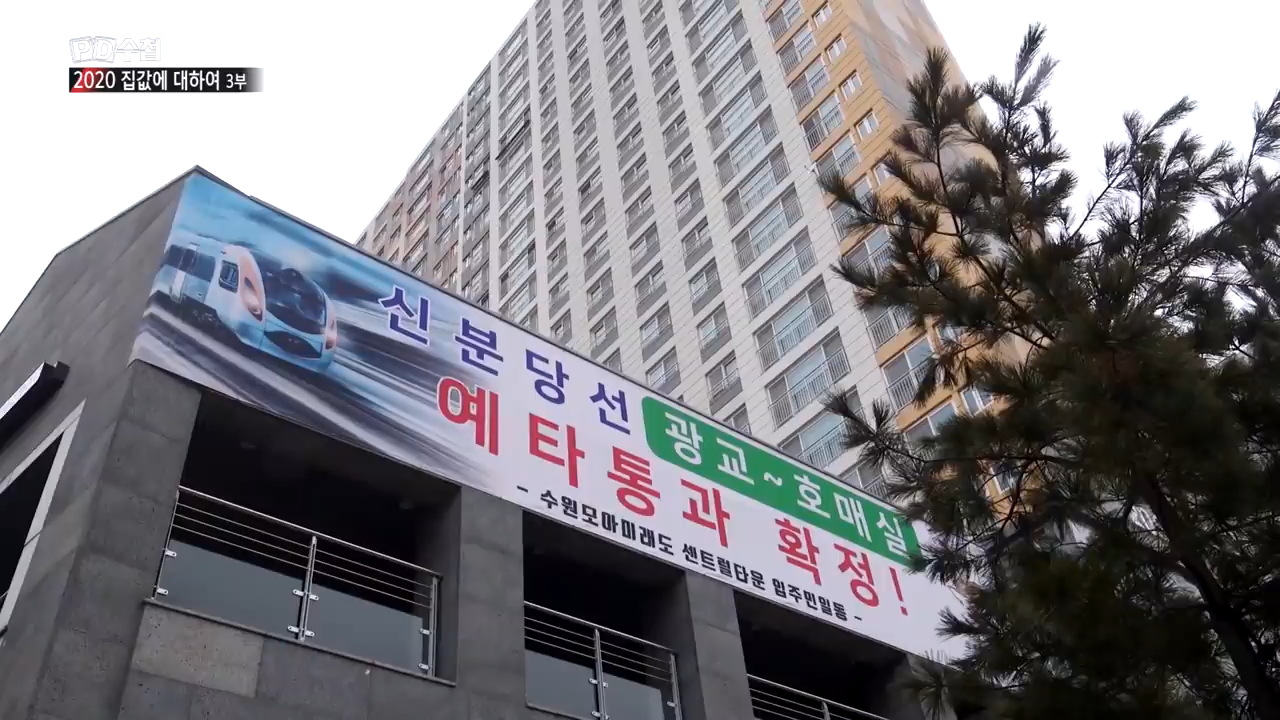 PD수첩
2020 집값에 대하여 3부
신분당선 광교~호매실
예타통과 확정!
- 수원모아미래도 센트럴타운 입주민일동 -